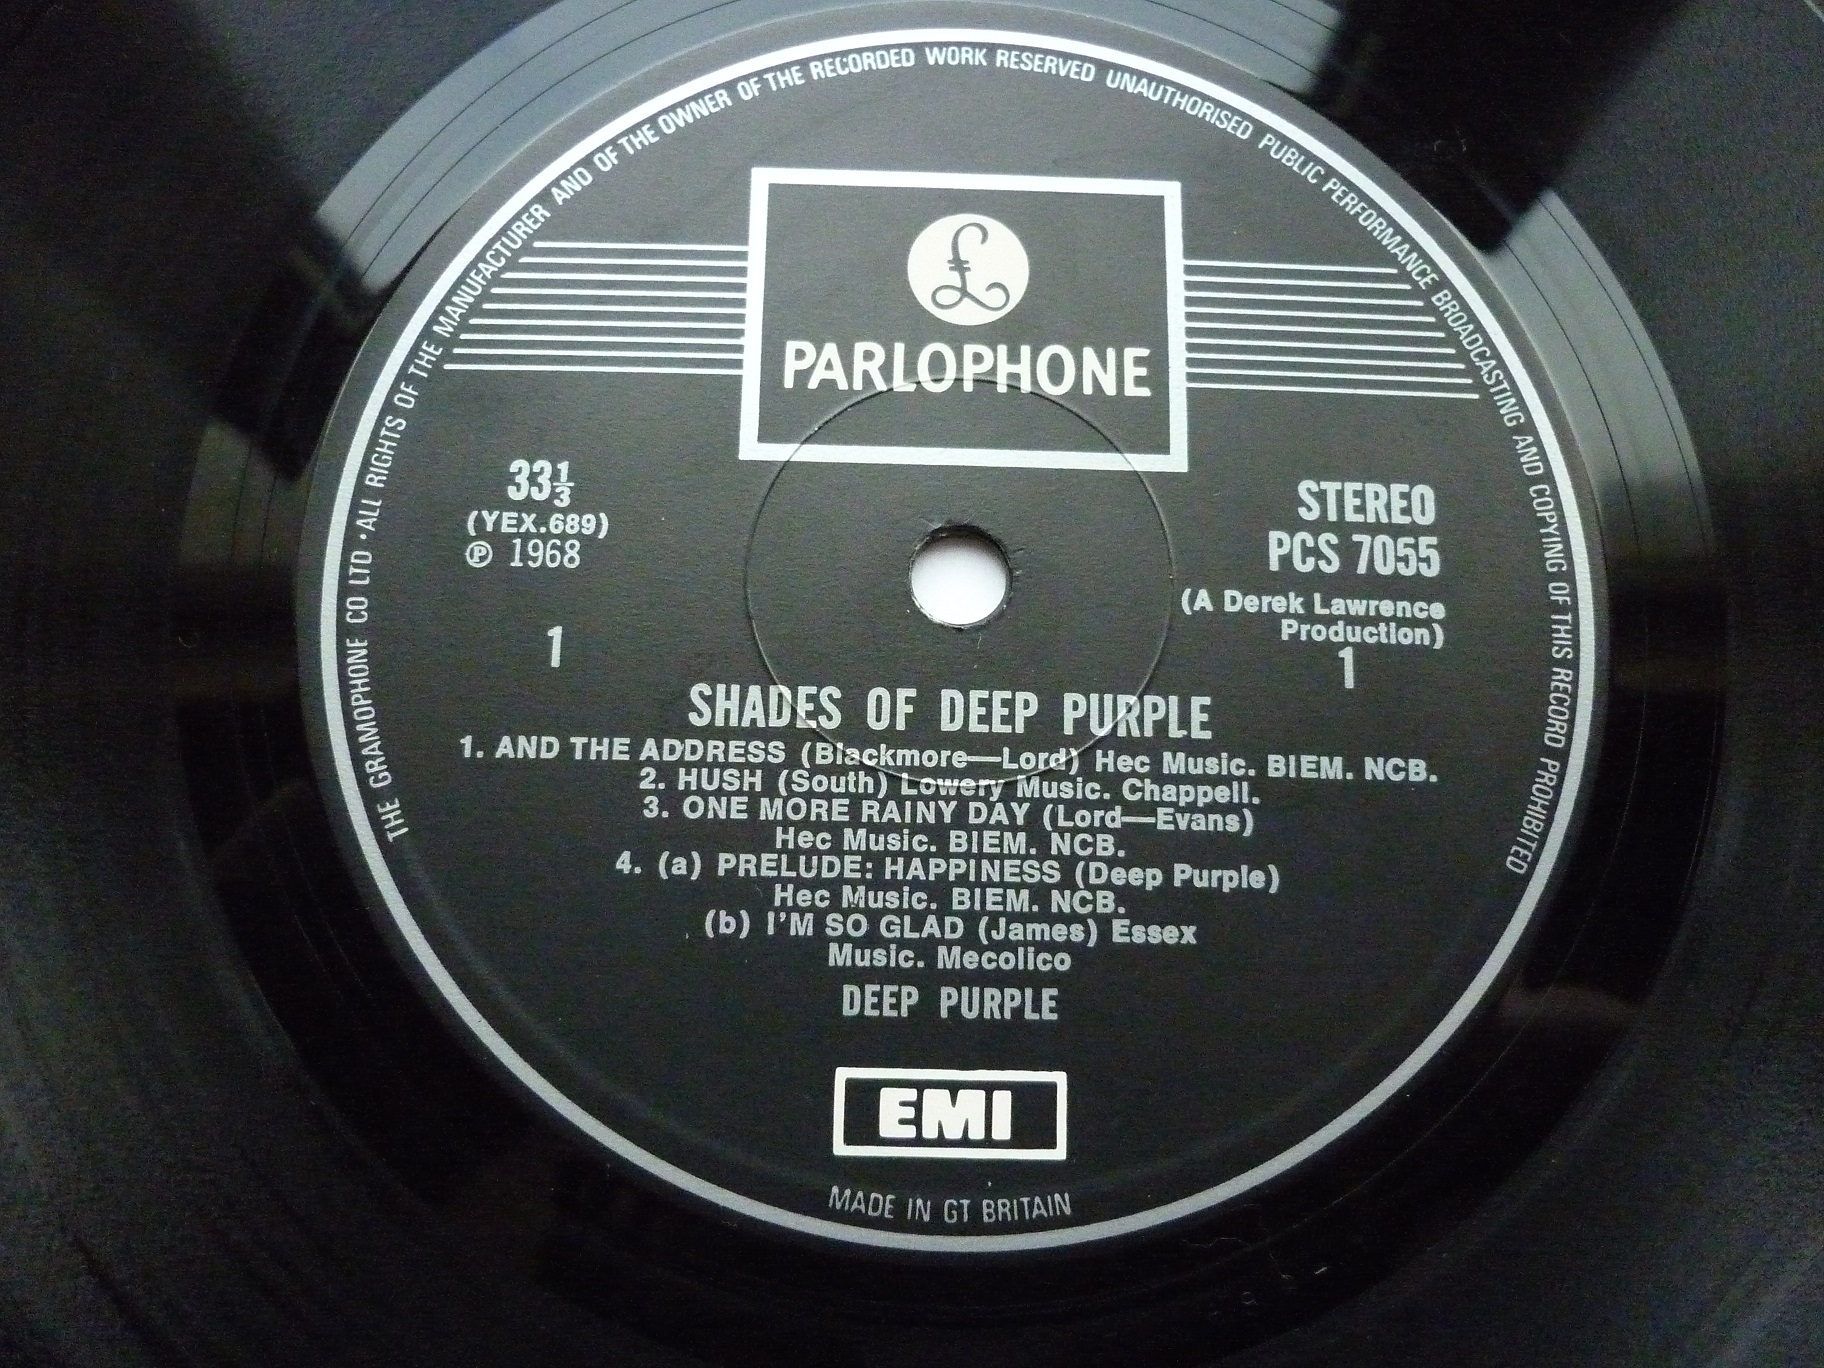 THE GRAMOPHONE CO LTD · ALL RIGHTS OF THE MANUFACTURER AND OF THE OWNER OF THE RECORDED WORK RESERVED UNAUTHORISED PUBLIC PERFORMANCE BROADCASTING AND COPYING OF THIS RECORD PROHIBITED
£
PARLOPHONE
33⅓
(YEX.689)
℗ 1968
1
STEREO
PCS 7055
(A Derek Lawrence
Production)
1
SHADES OF DEEP PURPLE
1. AND THE ADDRESS (Blackmore—Lord) Hec Music. BIEM. NCB.
2. HUSH (South) Lowery Music. Chappell.
3. ONE MORE RAINY DAY (Lord—Evans)
Hec Music. BIEM. NCB.
4. (a) PRELUDE: HAPPINESS (Deep Purple)
Hec Music. BIEM. NCB.
(b) I'M SO GLAD (James) Essex
Music. Mecolico
DEEP PURPLE
EMI
MADE IN GT BRITAIN